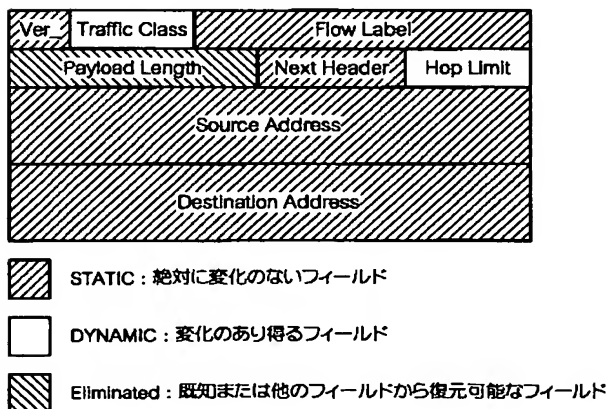 Ver_ Traffic Class Flow Label
Payload Length Next Header Hop Limit
Source Address
Destination Address
STATIC：絶対に変化のないフィールド
DYNAMIC：変化のあり得るフィールド
Eliminated：既知または他のフィールドから復元可能なフィールド